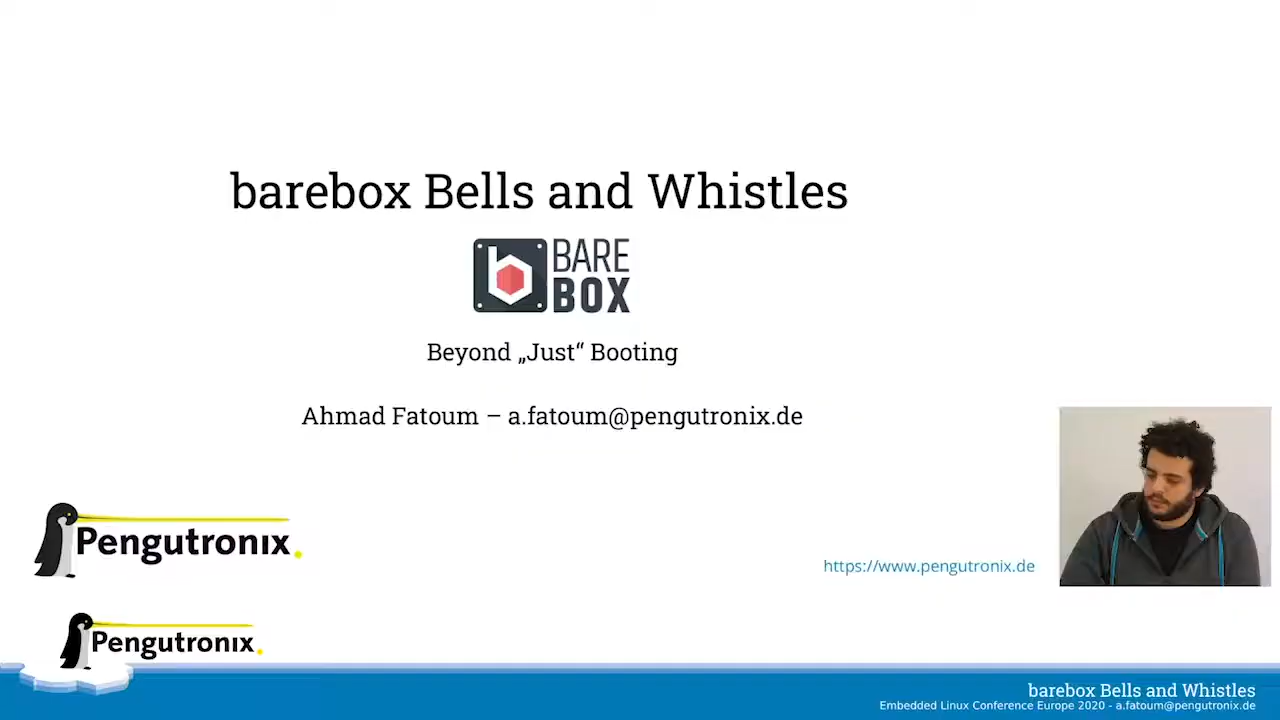 barebox Bells and Whistles
BARE
BOX
Beyond „Just“ Booting
Ahmad Fatoum – a.fatoum@pengutronix.de
Pengutronix
https://www.pengutronix.de
Pengutronix
barebox Bells and Whistles
Embedded Linux Conference Europe 2020 - a.fatoum@pengutronix.de